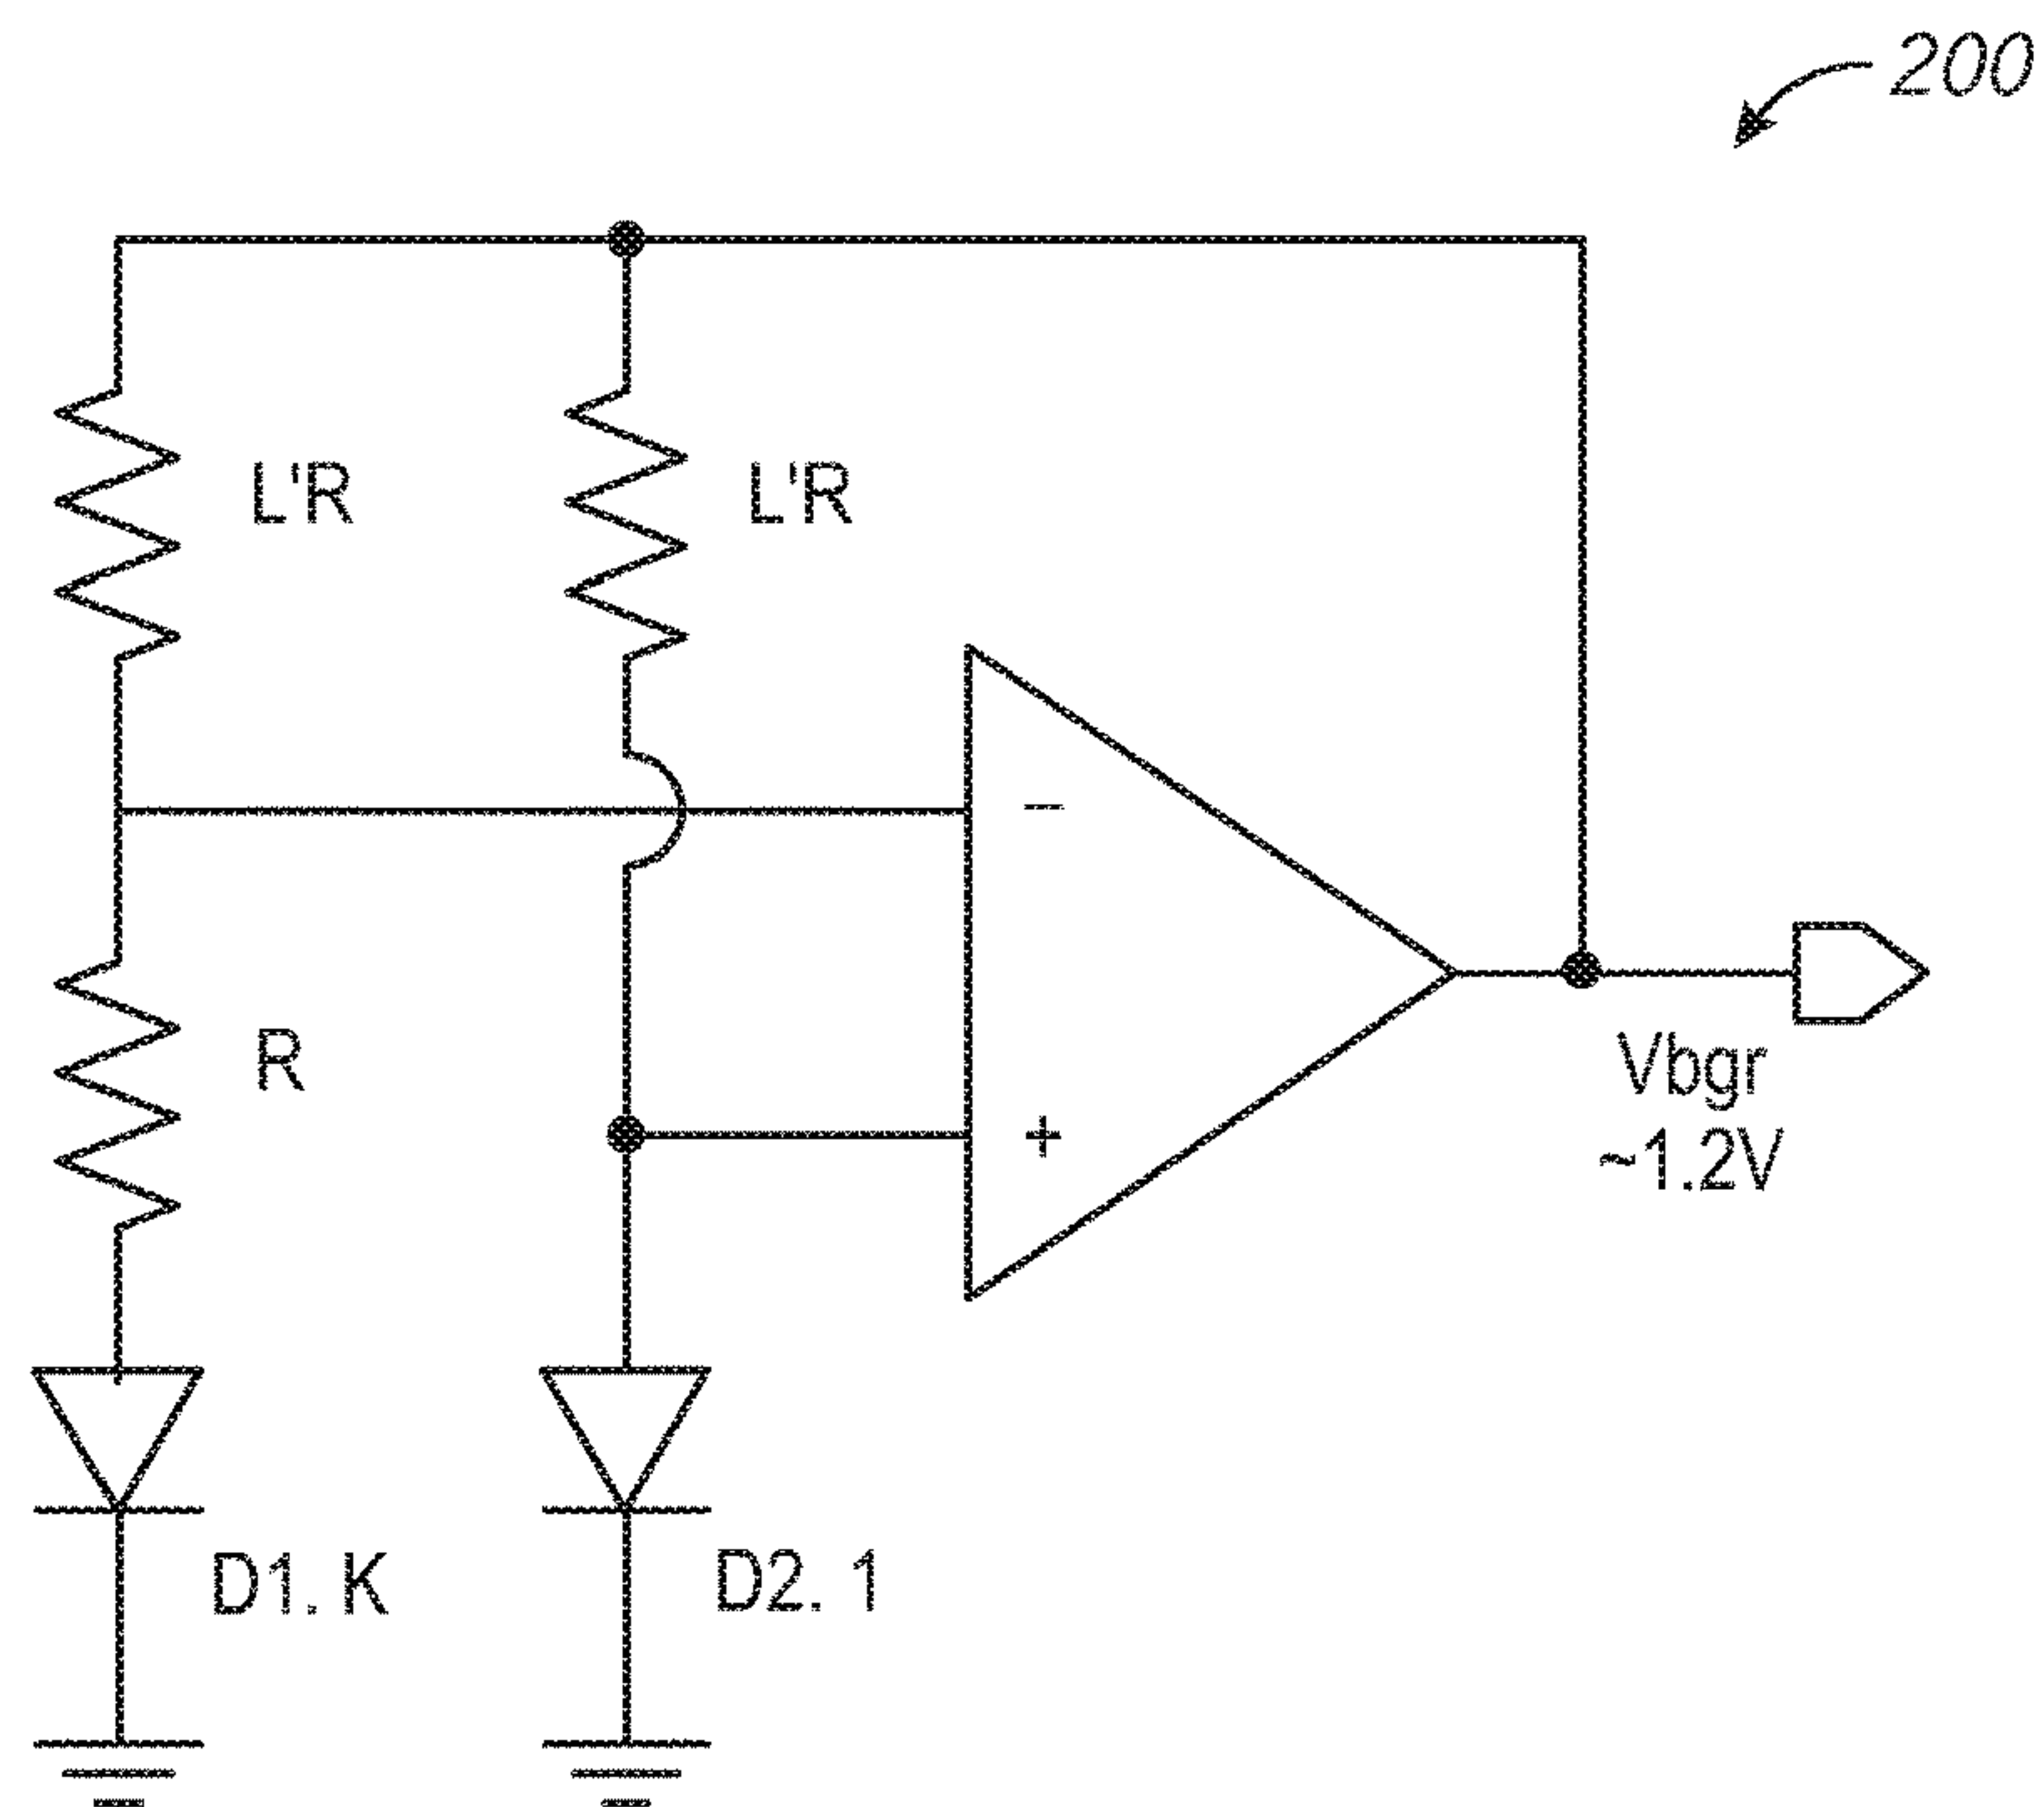 200
L'R
L'R
−
+
R
Vbgr
~1.2V
D1. K
D2. 1